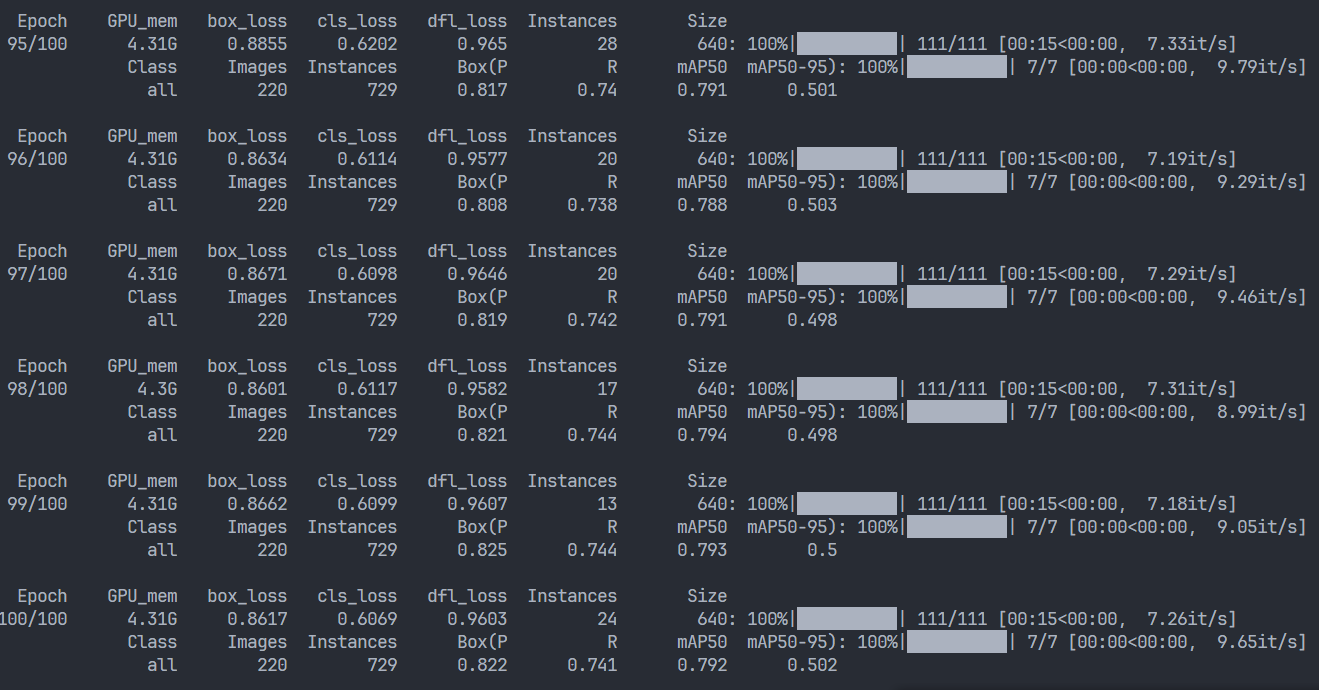 Epoch GPU_mem box_loss cls_loss dfl_loss Instances Size
95/100 4.31G 0.8855 0.6202 0.965 28 640: 100%|██████████| 111/111 [00:15<00:00, 7.33it/s]
Class Images Instances Box(P R mAP50 mAP50-95): 100%|██████████| 7/7 [00:00<00:00, 9.79it/s]
all 220 729 0.817 0.74 0.791 0.501
Epoch GPU_mem box_loss cls_loss dfl_loss Instances Size
96/100 4.31G 0.8634 0.6114 0.9577 20 640: 100%|██████████| 111/111 [00:15<00:00, 7.19it/s]
Class Images Instances Box(P R mAP50 mAP50-95): 100%|██████████| 7/7 [00:00<00:00, 9.29it/s]
all 220 729 0.808 0.738 0.788 0.503
Epoch GPU_mem box_loss cls_loss dfl_loss Instances Size
97/100 4.31G 0.8671 0.6098 0.9646 20 640: 100%|██████████| 111/111 [00:15<00:00, 7.29it/s]
Class Images Instances Box(P R mAP50 mAP50-95): 100%|██████████| 7/7 [00:00<00:00, 9.46it/s]
all 220 729 0.819 0.742 0.791 0.498
Epoch GPU_mem box_loss cls_loss dfl_loss Instances Size
98/100 4.3G 0.8601 0.6117 0.9582 17 640: 100%|██████████| 111/111 [00:15<00:00, 7.31it/s]
Class Images Instances Box(P R mAP50 mAP50-95): 100%|██████████| 7/7 [00:00<00:00, 8.99it/s]
all 220 729 0.821 0.744 0.794 0.498
Epoch GPU_mem box_loss cls_loss dfl_loss Instances Size
99/100 4.31G 0.8662 0.6099 0.9607 13 640: 100%|██████████| 111/111 [00:15<00:00, 7.18it/s]
Class Images Instances Box(P R mAP50 mAP50-95): 100%|██████████| 7/7 [00:00<00:00, 9.05it/s]
all 220 729 0.825 0.744 0.793 0.5
Epoch GPU_mem box_loss cls_loss dfl_loss Instances Size
100/100 4.31G 0.8617 0.6069 0.9603 24 640: 100%|██████████| 111/111 [00:15<00:00, 7.26it/s]
Class Images Instances Box(P R mAP50 mAP50-95): 100%|██████████| 7/7 [00:00<00:00, 9.65it/s]
all 220 729 0.822 0.741 0.792 0.502